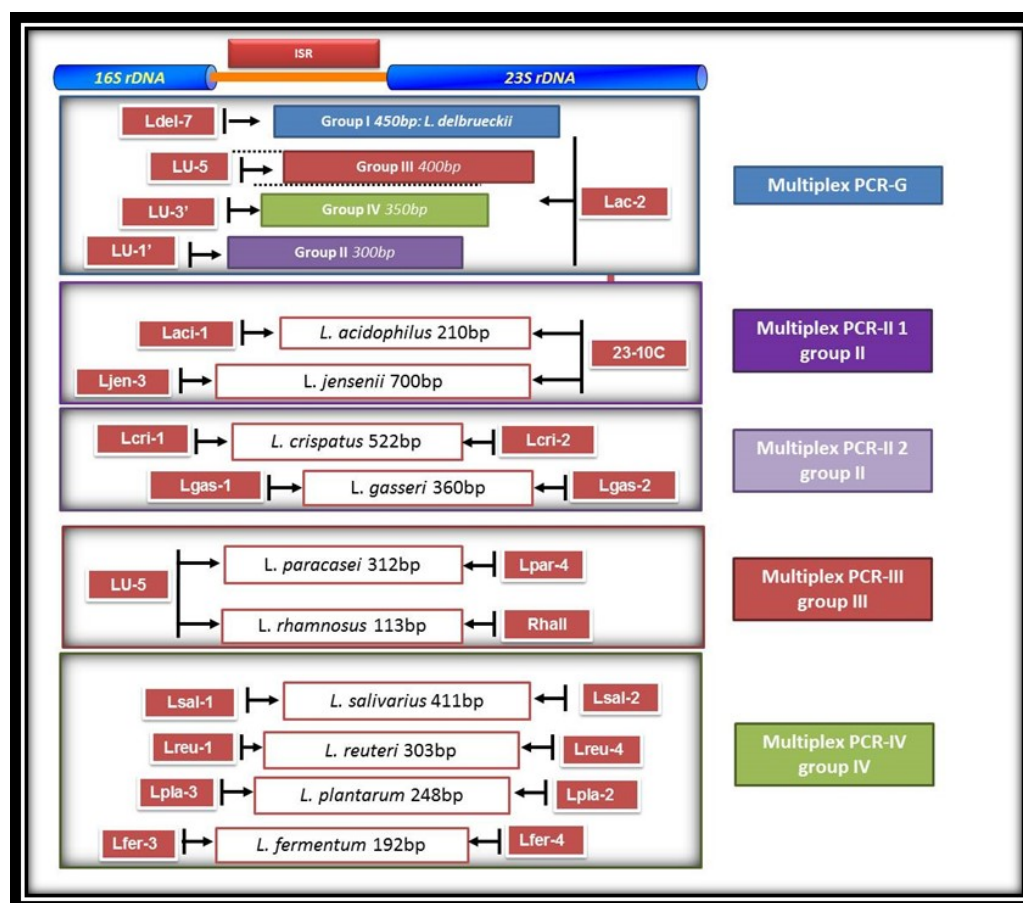 ISR
16S rDNA
23S rDNA
Ldel-7
Group I 450bp: L. delbrueckii
LU-5
Group III 400bp
LU-3'
Group IV 350bp
LU-1'
Group II 300bp
Lac-2
Multiplex PCR-G
Laci-1
L. acidophilus 210bp
Ljen-3
L. jensenii 700bp
23-10C
Multiplex PCR-II 1
group II
Lcri-1
L. crispatus 522bp
Lcri-2
Lgas-1
L. gasseri 360bp
Lgas-2
Multiplex PCR-II 2
group II
LU-5
L. paracasei 312bp
Lpar-4
L. rhamnosus 113bp
Rhall
Multiplex PCR-III
group III
Lsal-1
L. salivarius 411bp
Lsal-2
Lreu-1
L. reuteri 303bp
Lreu-4
Lpla-3
L. plantarum 248bp
Lpla-2
Lfer-3
L. fermentum 192bp
Lfer-4
Multiplex PCR-IV
group IV